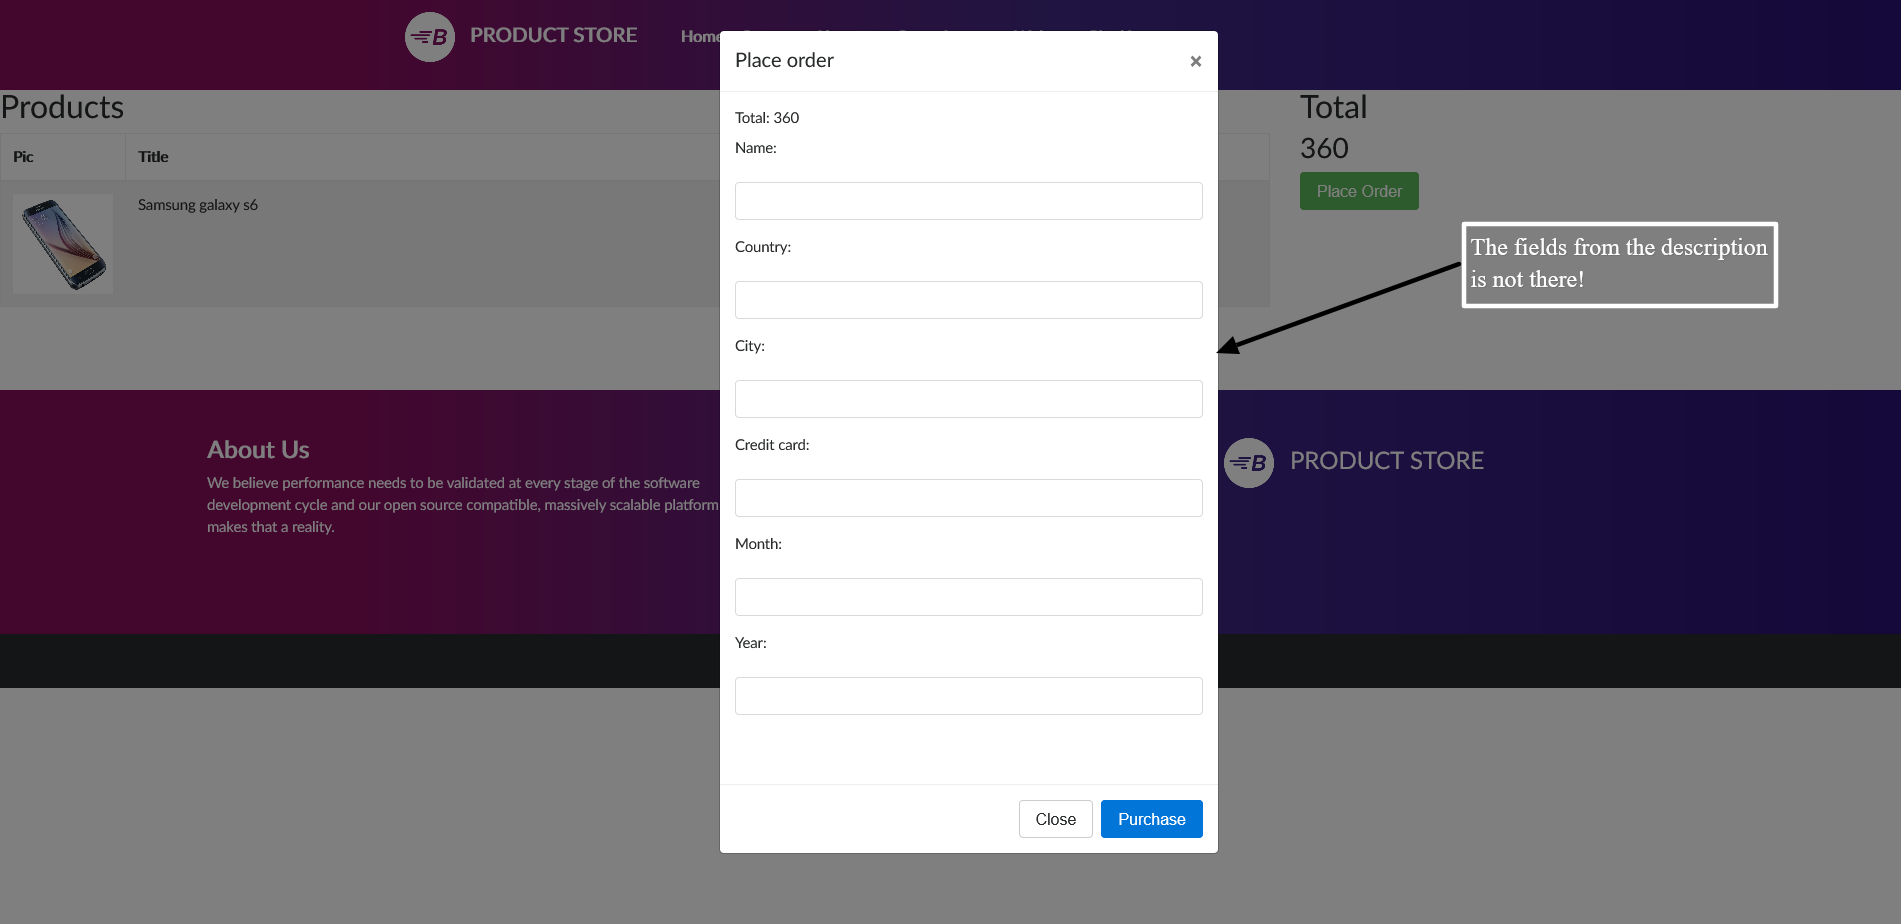 B PRODUCT STORE Home
Place order ×
Products
Total
Pic Title
360
Samsung galaxy s6
Place Order
Total: 360
Name:
Country:
City:
Credit card:
Month:
Year:
Close Purchase
The fields from the description
is not there!
About Us
We believe performance needs to be validated at every stage of the software
development cycle and our open source compatible, massively scalable platform
makes that a reality.
B PRODUCT STORE